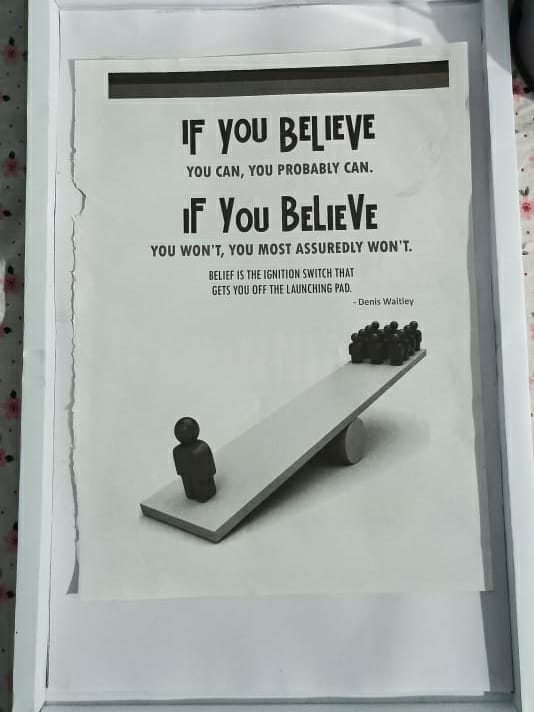 IF YOU BELIEVE
YOU CAN, YOU PROBABLY CAN.
IF YOU BELIEVE
YOU WON'T, YOU MOST ASSUREDLY WON'T.
BELIEF IS THE IGNITION SWITCH THAT
GETS YOU OFF THE LAUNCHING PAD.
- Denis Waitley